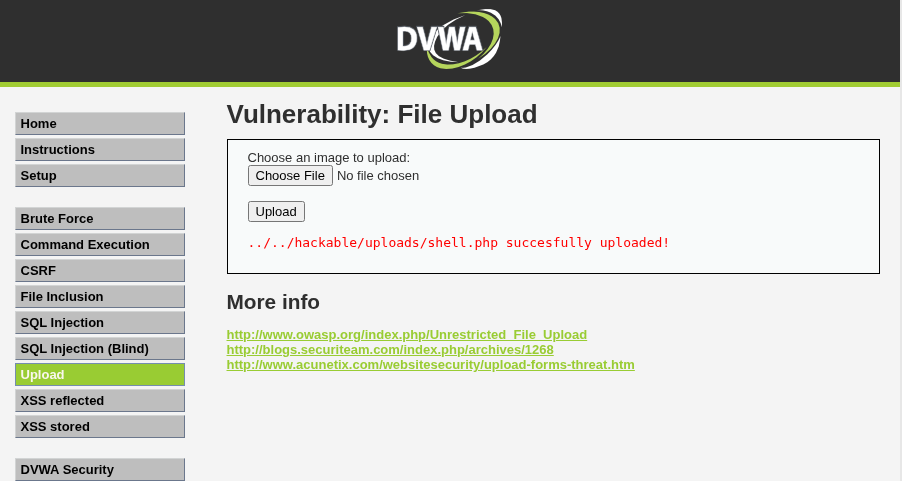 DVWA
Home
Instructions
Setup
Brute Force
Command Execution
CSRF
File Inclusion
SQL Injection
SQL Injection (Blind)
Upload
XSS reflected
XSS stored
DVWA Security
Vulnerability: File Upload
Choose an image to upload:
Choose File No file chosen
Upload
../../hackable/uploads/shell.php succesfully uploaded!
More info
http://www.owasp.org/index.php/Unrestricted_File_Upload
http://blogs.securiteam.com/index.php/archives/1268
http://www.acunetix.com/websitesecurity/upload-forms-threat.htm